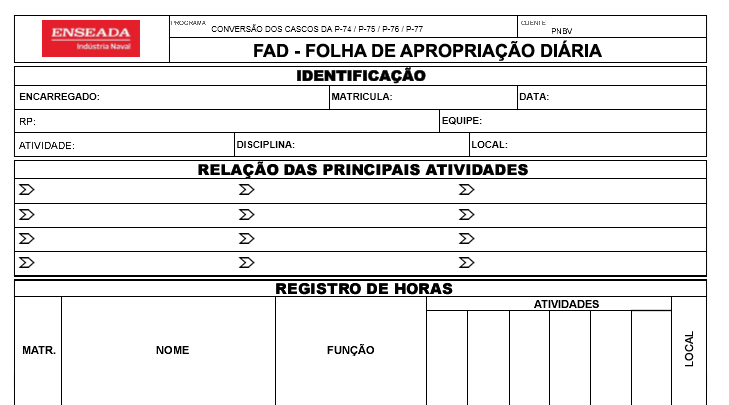 ENSEADA
Indústria Naval
PROGRAMA
CONVERSÃO DOS CASCOS DA P-74 / P-75 / P-76 / P-77
CLIENTE
PNBV
FAD - FOLHA DE APROPRIAÇÃO DIÁRIA
IDENTIFICAÇÃO
ENCARREGADO: MATRICULA: DATA:
RP: EQUIPE:
ATIVIDADE: DISCIPLINA: LOCAL:
RELAÇÃO DAS PRINCIPAIS ATIVIDADES
REGISTRO DE HORAS
ATIVIDADES
MATR. NOME FUNÇÃO LOCAL